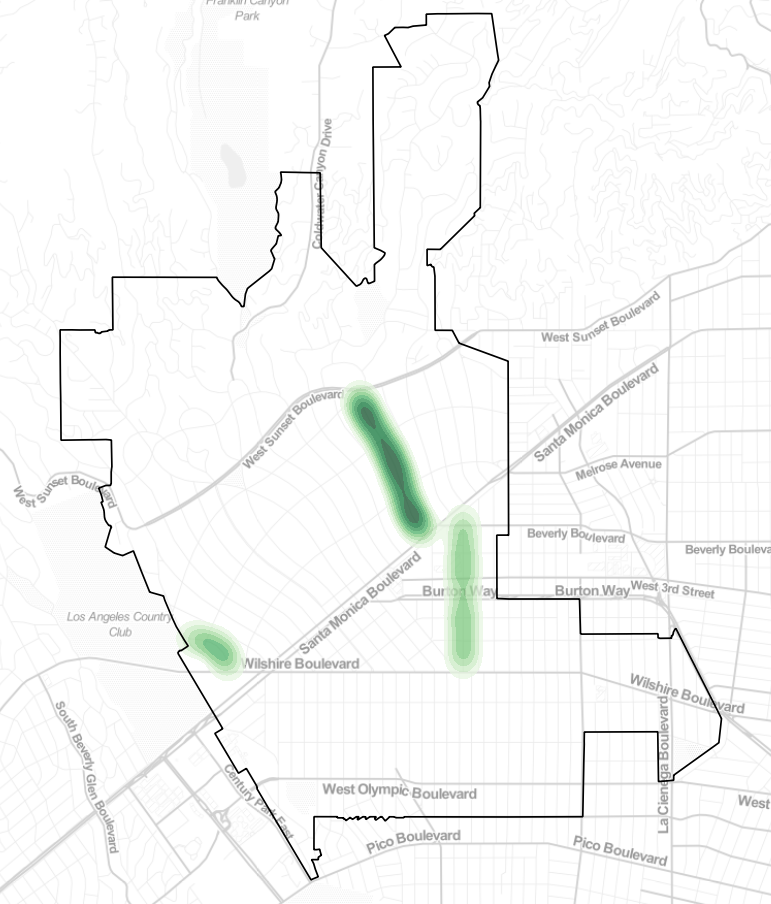 Franklin Canyon
Park
Coldwater Canyon Drive
West Sunset Boulevard
Santa Monica Boulevard
West Sunset Boulevard
Melrose Avenue
West Sunset Boulevard
Beverly Boulevard
Beverly Bouleva
Santa Monica Boulevard
Burton Way
Burton Way
West 3rd Street
Los Angeles Country
Club
Wilshire Boulevard
Wilshire Boulevard
South Beverly Glen Boulevard
La Cienega Boulevard
Century Park East
West Olympic Boulevard
West
Pico Boulevard
Pico Boulevard